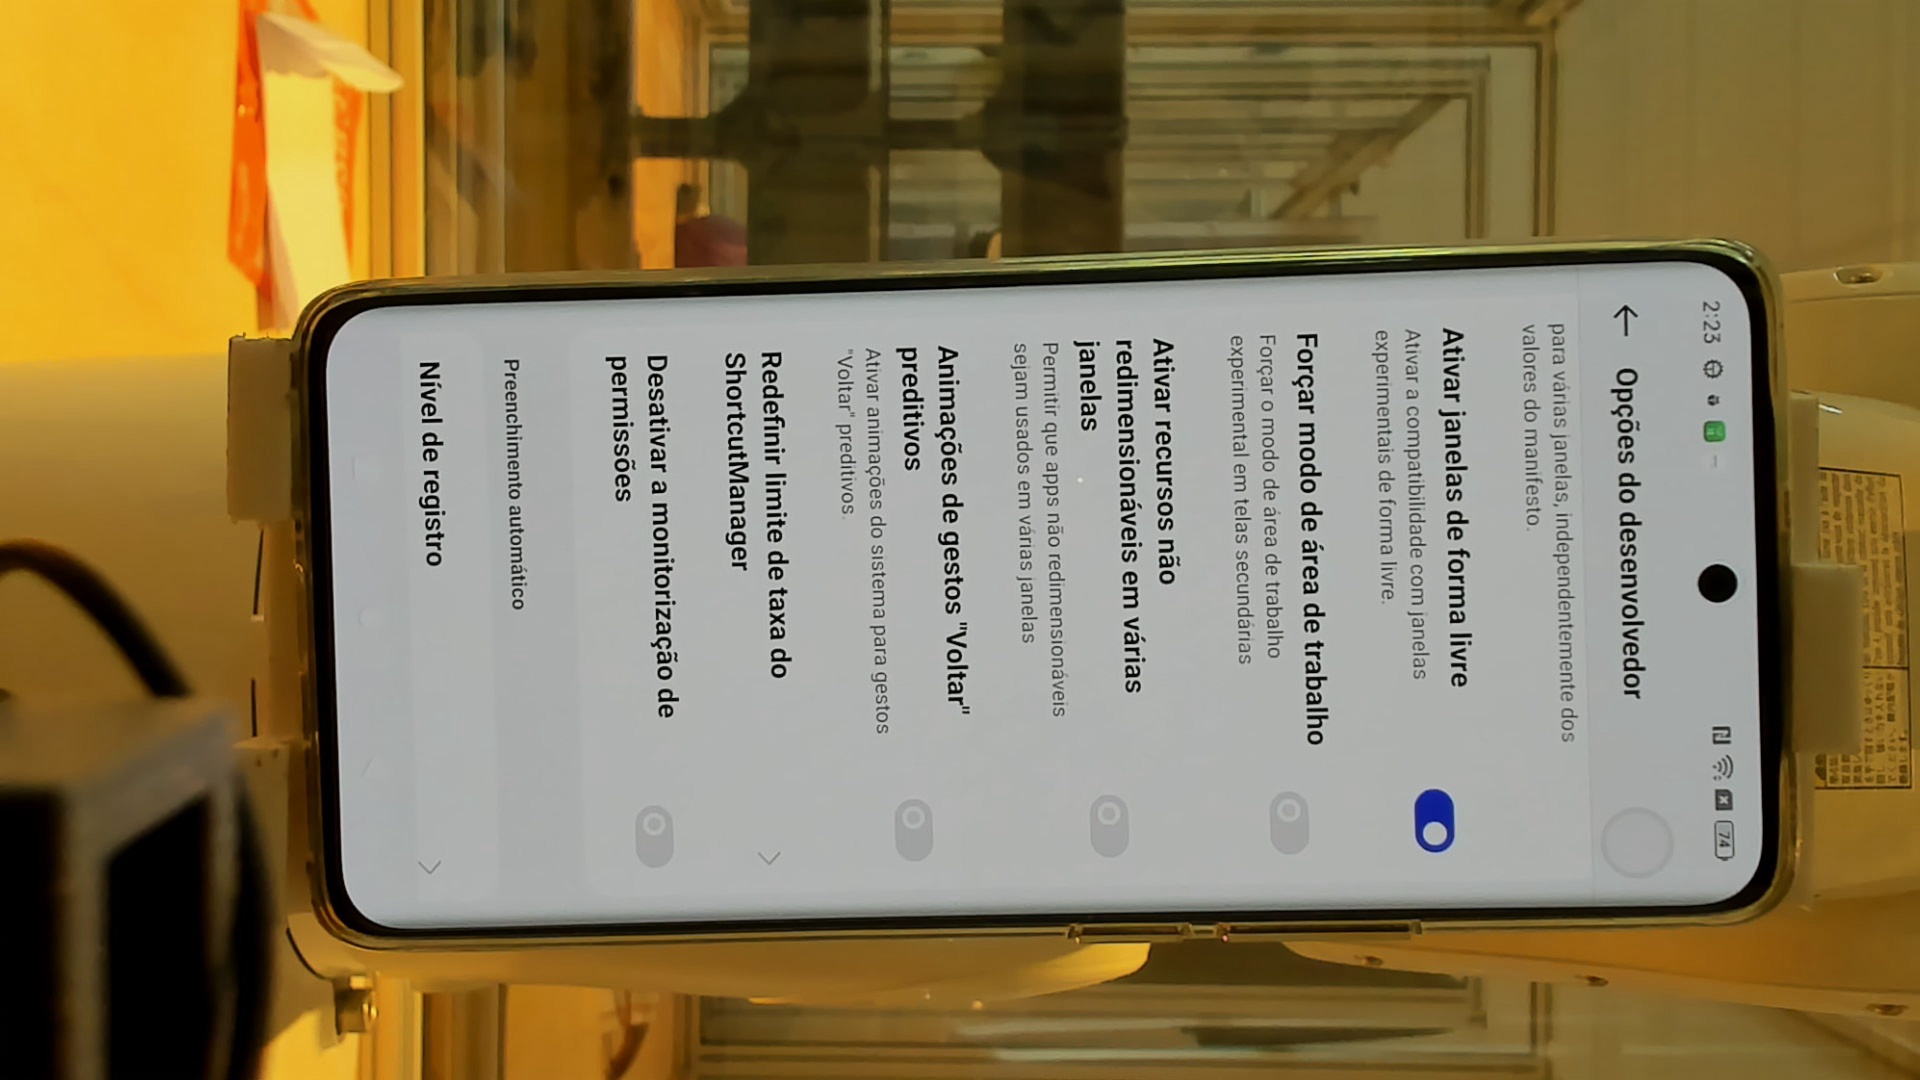 2:23
74
Opções do desenvolvedor
para várias janelas, independentemente dos
valores do manifesto.
Ativar janelas de forma livre
Ativar a compatibilidade com janelas
experimentais de forma livre.
Forçar modo de área de trabalho
Forçar o modo de área de trabalho
experimental em telas secundárias
Ativar recursos não
redimensionáveis em várias
janelas
Permitir que apps não redimensionáveis
sejam usados em várias janelas
Animações de gestos "Voltar"
preditivos
Ativar animações do sistema para gestos
"Voltar" preditivos.
Redefinir limite de taxa do
ShortcutManager
Desativar a monitorização de
permissões
Preenchimento automático
Nível de registro